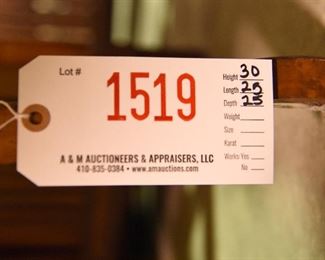 Lot #
1519
Height 30
Length 25
Depth 25
Weight
Size
Karat
Works: Yes
No
A & M AUCTIONEERS & APPRAISERS, LLC
410-835-0384 • www.amauctions.com